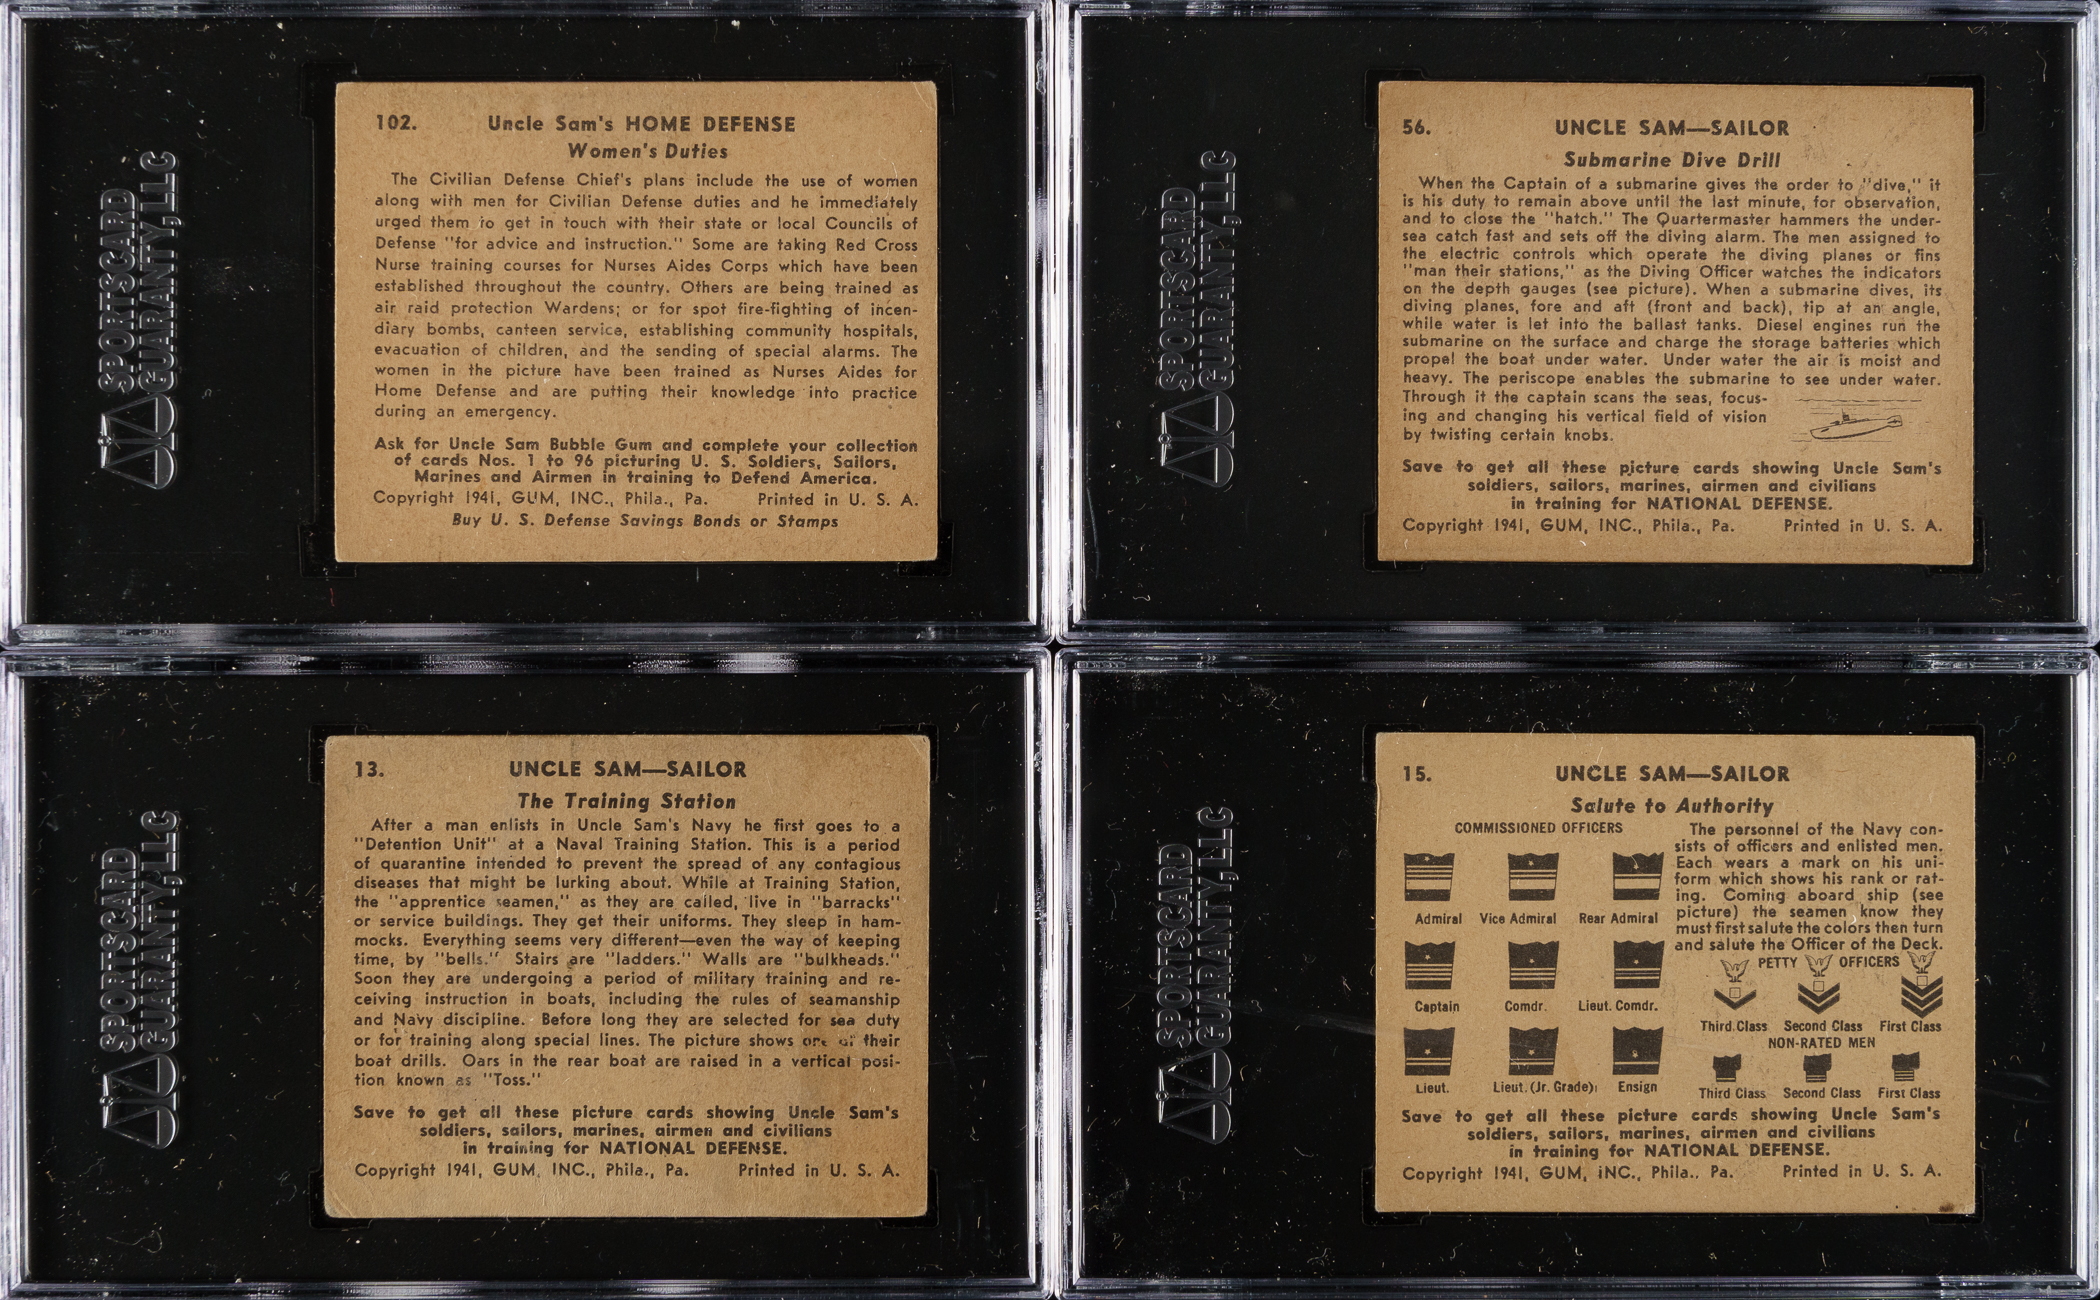 SPORTSCARD
GUARANTY, LLC
102. Uncle Sam's HOME DEFENSE
Women's Duties
The Civilian Defense Chief's plans include the use of women
along with men for Civilian Defense duties and he immediately
urged them to get in touch with their state or local Councils of
Defense "for advice and instruction." Some are taking Red Cross
Nurse training courses for Nurses Aides Corps which have been
established throughout the country. Others are being trained as
air raid protection Wardens; or for spot fire-fighting of incen-
diary bombs, canteen service, establishing community hospitals,
evacuation of children, and the sending of special alarms. The
women in the picture have been trained as Nurses Aides for
Home Defense and are putting their knowledge into practice
during an emergency.
Ask for Uncle Sam Bubble Gum and complete your collection
of cards Nos. 1 to 96 picturing U. S. Soldiers, Sailors,
Marines and Airmen in training to Defend America.
Copyright 1941, GUM, INC., Phila., Pa. Printed in U. S. A.
Buy U. S. Defense Savings Bonds or Stamps
SPORTSCARD
GUARANTY, LLC
56. UNCLE SAM—SAILOR
Submarine Dive Drill
When the Captain of a submarine gives the order to "dive," it
is his duty to remain above until the last minute, for observation,
and to close the "hatch." The Quartermaster hammers the under-
sea catch fast and sets off the diving alarm. The men assigned to
the electric controls which operate the diving planes or fins
"man their stations," as the Diving Officer watches the indicators
on the depth gauges (see picture). When a submarine dives, its
diving planes, fore and aft (front and back), tip at an angle,
while water is let into the ballast tanks. Diesel engines run the
submarine on the surface and charge the storage batteries which
propel the boat under water. Under water the air is moist and
heavy. The periscope enables the submarine to see under water.
Through it the captain scans the seas, focus-
ing and changing his vertical field of vision
by twisting certain knobs.
Save to get all these picture cards showing Uncle Sam's
soldiers, sailors, marines, airmen and civilians
in training for NATIONAL DEFENSE.
Copyright 1941, GUM, INC., Phila., Pa. Printed in U. S. A.
SPORTSCARD
GUARANTY, LLC
13. UNCLE SAM—SAILOR
The Training Station
After a man enlists in Uncle Sam's Navy he first goes to a
"Detention Unit" at a Naval Training Station. This is a period
of quarantine intended to prevent the spread of any contagious
diseases that might be lurking about. While at Training Station,
the "apprentice seamen," as they are called, live in "barracks"
or service buildings. They get their uniforms. They sleep in ham-
mocks. Everything seems very different—even the way of keeping
time, by "bells." Stairs are "ladders." Walls are "bulkheads."
Soon they are undergoing a period of military training and re-
ceiving instruction in boats, including the rules of seamanship
and Navy discipline. Before long they are selected for sea duty
or for training along special lines. The picture shows one of their
boat drills. Oars in the rear boat are raised in a vertical posi-
tion known as "Toss."
Save to get all these picture cards showing Uncle Sam's
soldiers, sailors, marines, airmen and civilians
in training for NATIONAL DEFENSE.
Copyright 1941, GUM, INC., Phila., Pa. Printed in U. S. A.
SPORTSCARD
GUARANTY, LLC
15. UNCLE SAM—SAILOR
Salute to Authority
COMMISSIONED OFFICERS
Admiral Vice Admiral Rear Admiral
Captain Comdr. Lieut. Comdr.
Lieut. Lieut. (Jr. Grade) Ensign
The personnel of the Navy con-
sists of officers and enlisted men.
Each wears a mark on his uni-
form which shows his rank or rat-
ing. Coming aboard ship (see
picture) the seamen know they
must first salute the colors then turn
and salute the Officer of the Deck.
PETTY OFFICERS
Third Class Second Class First Class
NON-RATED MEN
Third Class Second Class First Class
Save to get all these picture cards showing Uncle Sam's
soldiers, sailors, marines, airmen and civilians
in training for NATIONAL DEFENSE.
Copyright 1941, GUM, INC., Phila., Pa. Printed in U. S. A.